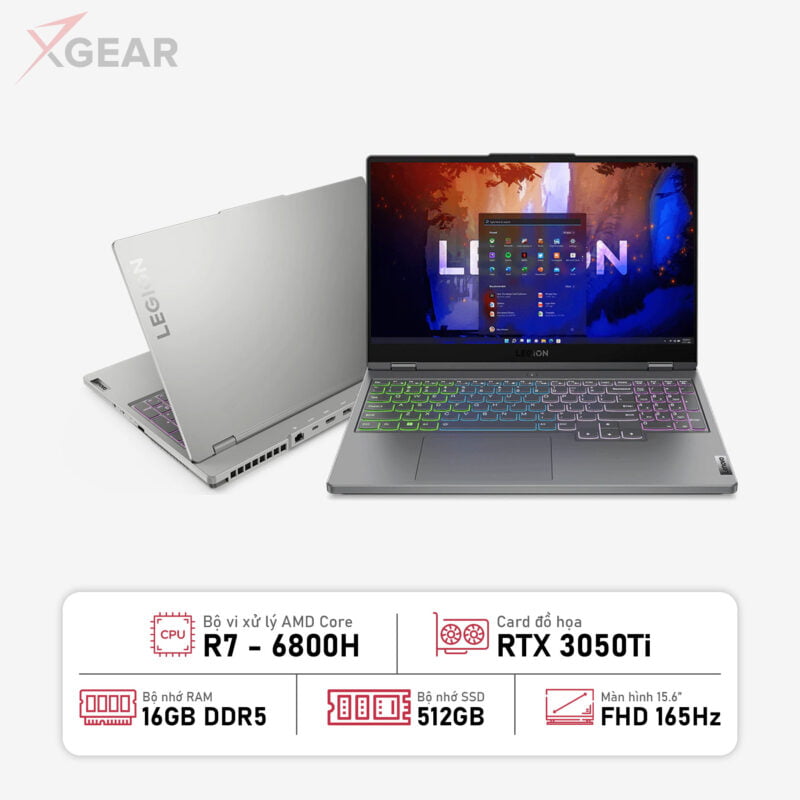 XGEAR
LEGION
LEGION
LEGION
Lenovo
CPU
Bộ vi xử lý AMD Core
R7 - 6800H
Card đồ họa
RTX 3050Ti
Bộ nhớ RAM
16GB DDR5
Bộ nhớ SSD
512GB
Màn hình 15.6"
FHD 165Hz